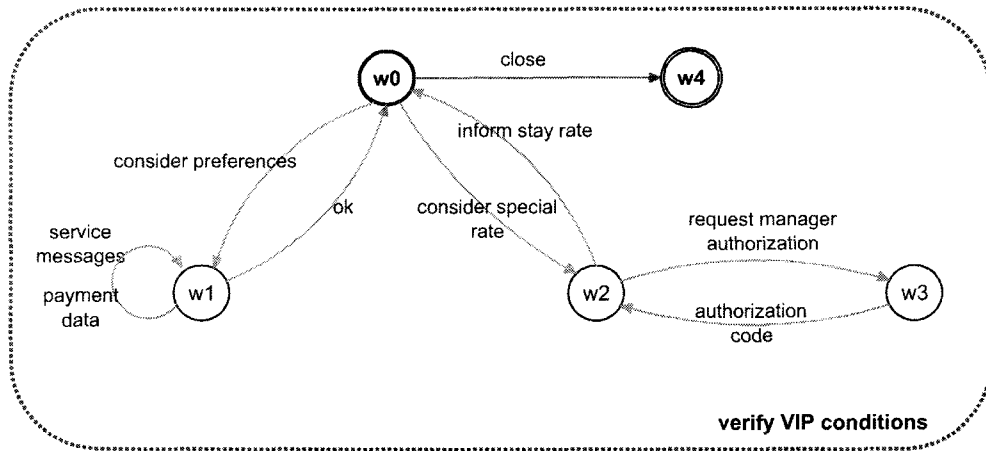 close
w0
w4
inform stay rate
consider preferences
ok
consider special
rate
request manager
authorization
service
messages
payment
data
w1
w2
w3
authorization
code
verify VIP conditions